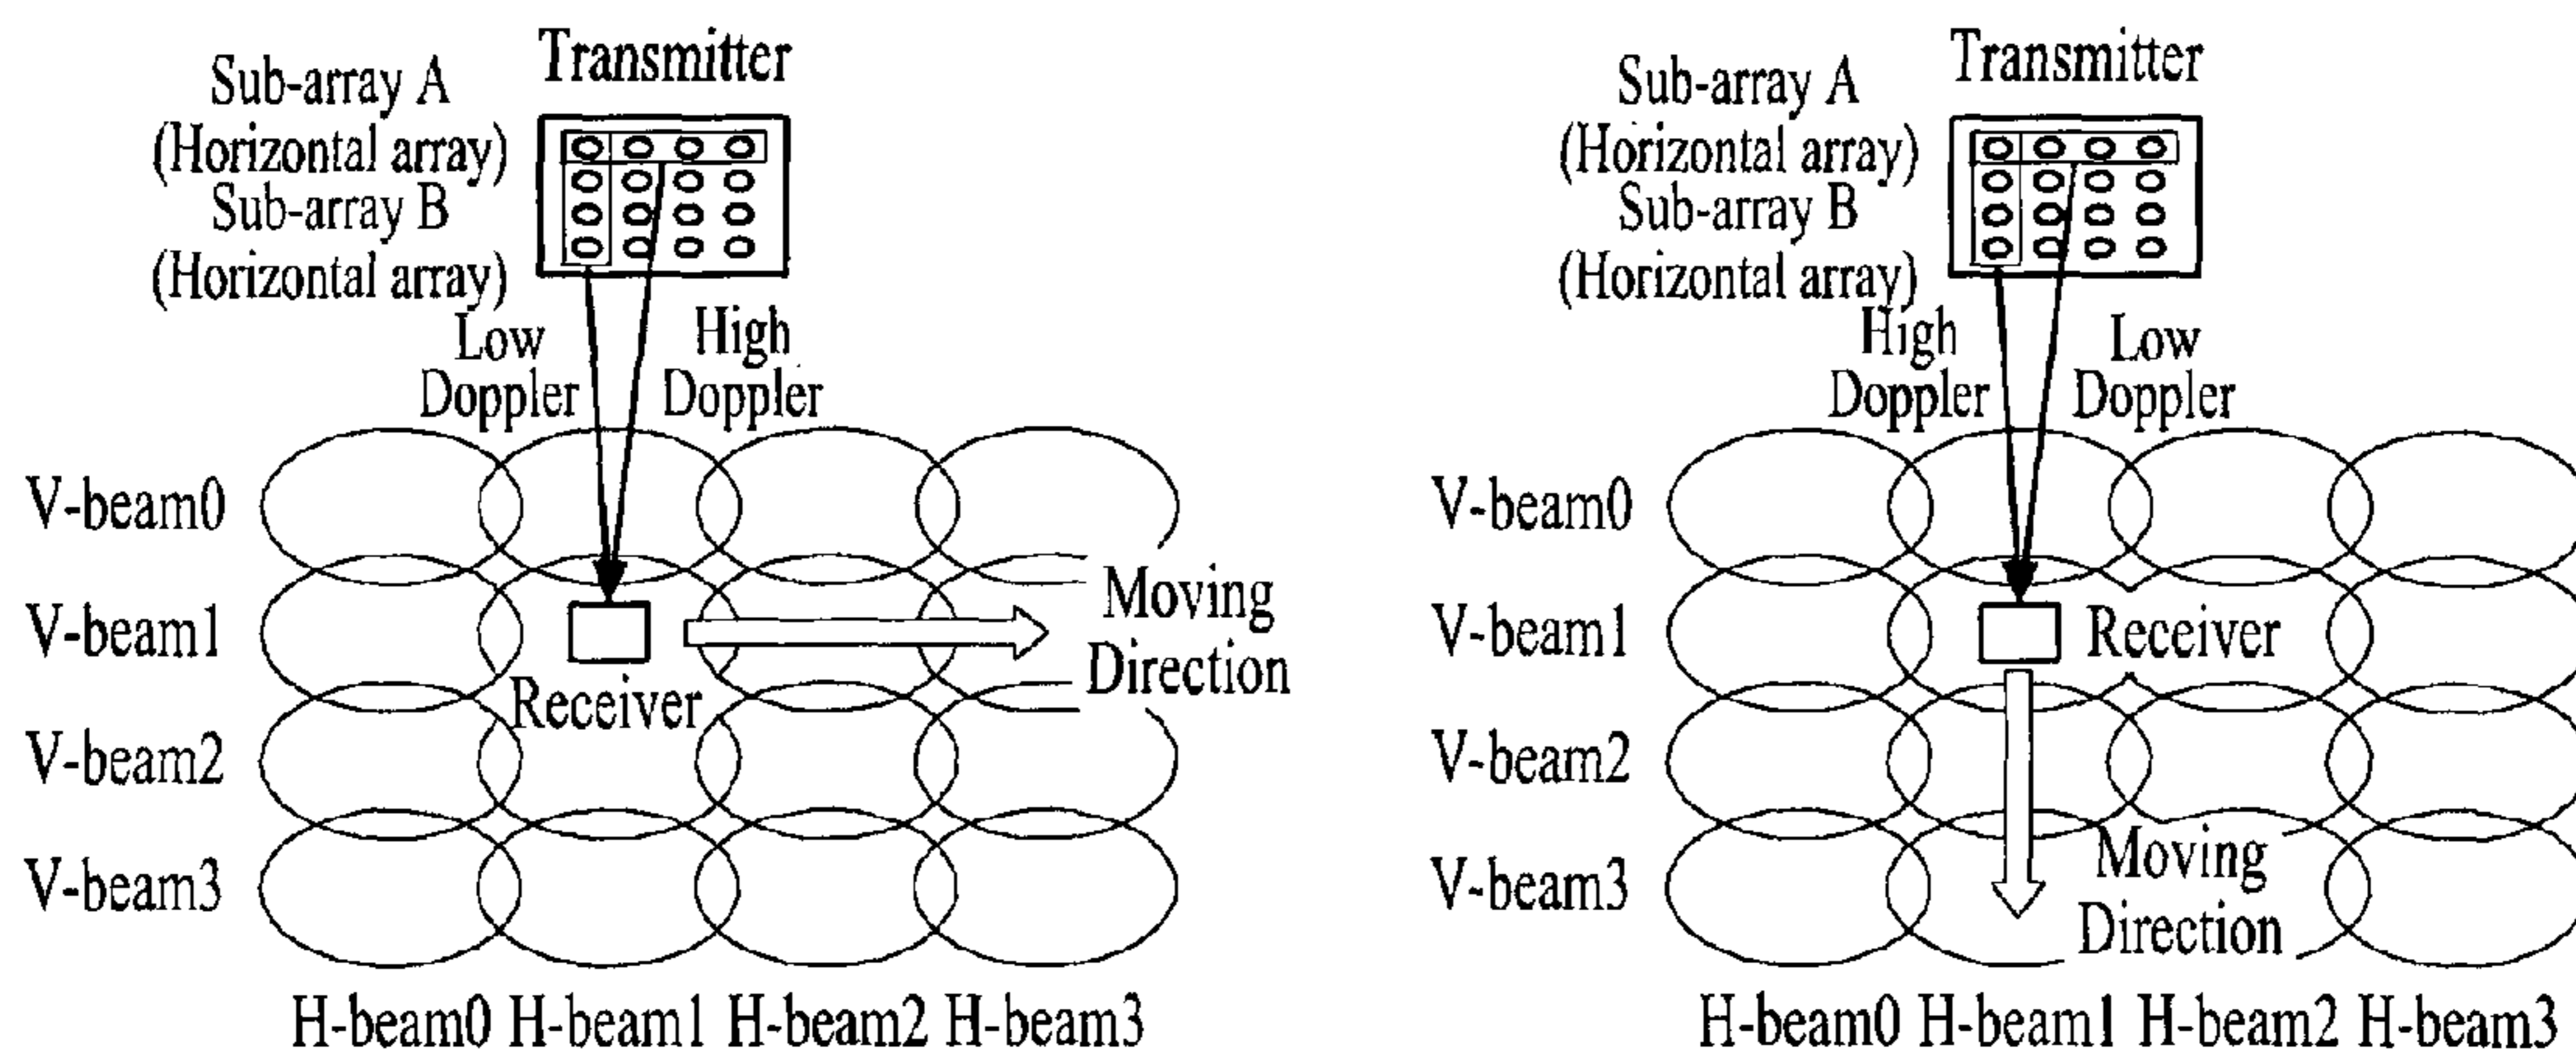 Transmitter
Sub-array A
(Horizontal array)
Sub-array B
(Horizontal array)
Low
Doppler
High
Doppler
V-beam0
V-beam1
V-beam2
V-beam3
Receiver
Moving
Direction
H-beam0 H-beam1 H-beam2 H-beam3
Transmitter
Sub-array A
(Horizontal array)
Sub-array B
(Horizontal array)
High
Doppler
Low
Doppler
V-beam0
V-beam1
V-beam2
V-beam3
Receiver
Moving
Direction
H-beam0 H-beam1 H-beam2 H-beam3